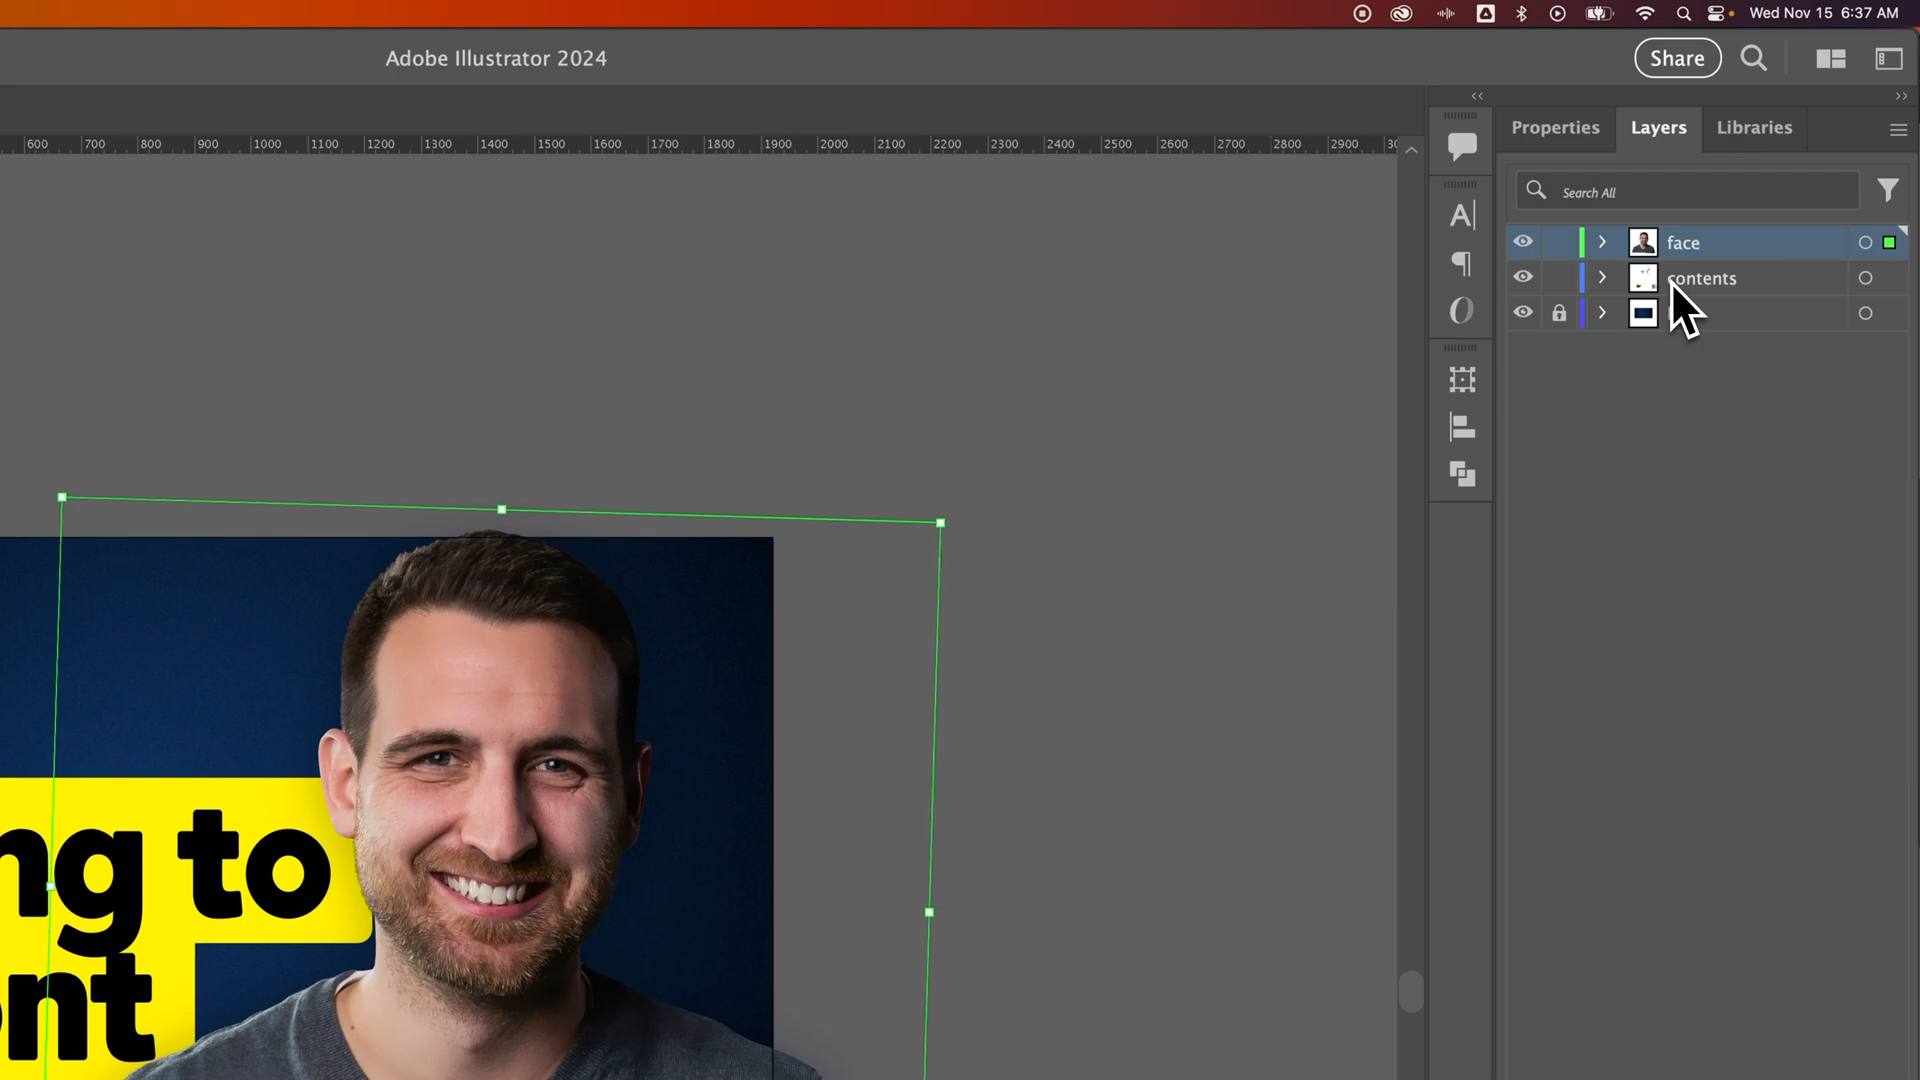 Wed Nov 15 6:37 AM
Adobe Illustrator 2024
Share
600 700 800 900 1000 1100 1200 1300 1400 1500 1600 1700 1800 1900 2000 2100 2200 2300 2400 2500 2600 2700 2800 2900
Properties Layers Libraries
Search All
face
contents
ng to
nt